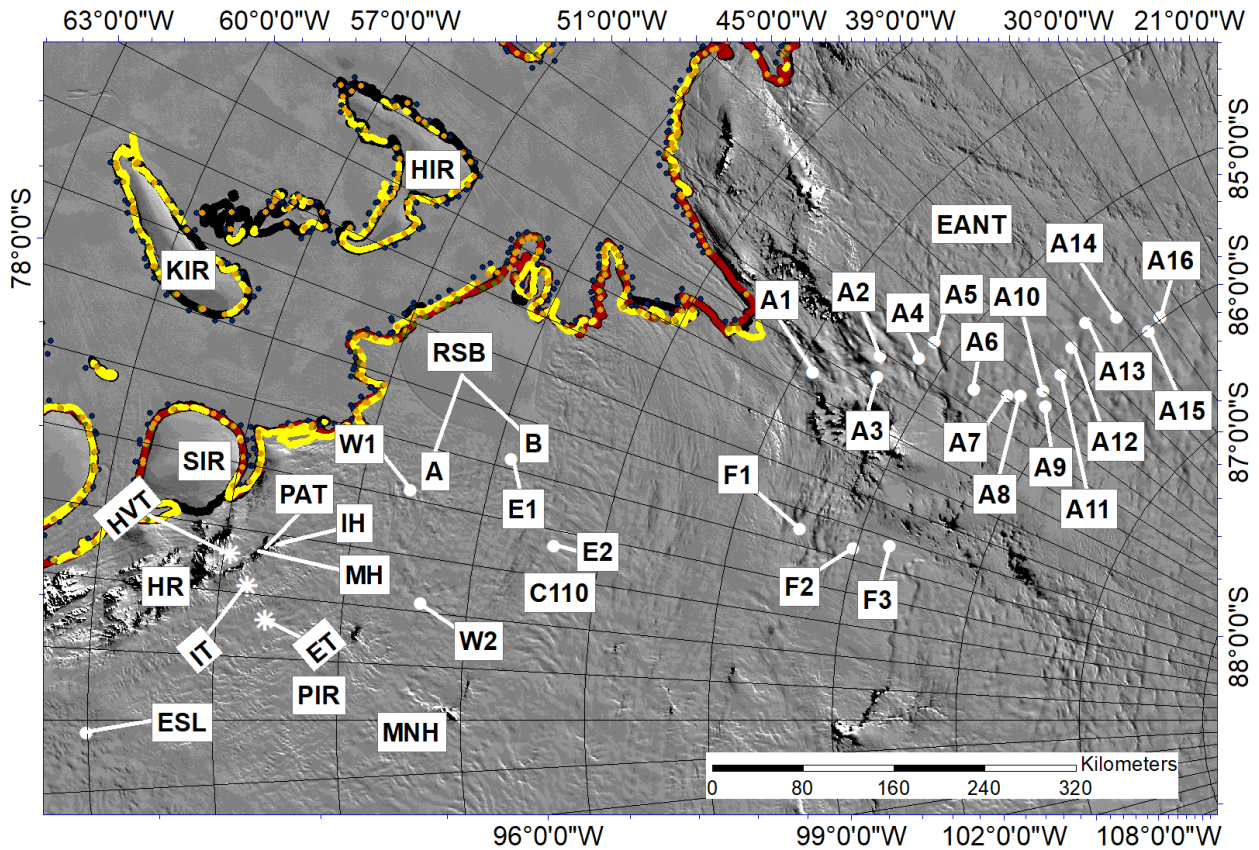 63°0'0"W 60°0'0"W 57°0'0"W 51°0'0"W 45°0'0"W 39°0'0"W 30°0'0"W 21°0'0"W
85°0'0"S
HIR
78°0'0"S
KIR
EANT
A14
A16
A1
A2
A4
A5
A10
A6
86°0'0"S
RSB
A13
A15
A3
A7
A8
A9
A12
A11
87°0'0"S
W1
A
B
SIR
PAT
HVT
IH
E1
F1
HR
MH
E2
C110
F2
F3
IT
ET
W2
88°0'0"S
PIR
ESL
MNH
Kilometers
0 80 160 240 320
96°0'0"W 99°0'0"W 102°0'0"W 108°0'0"W